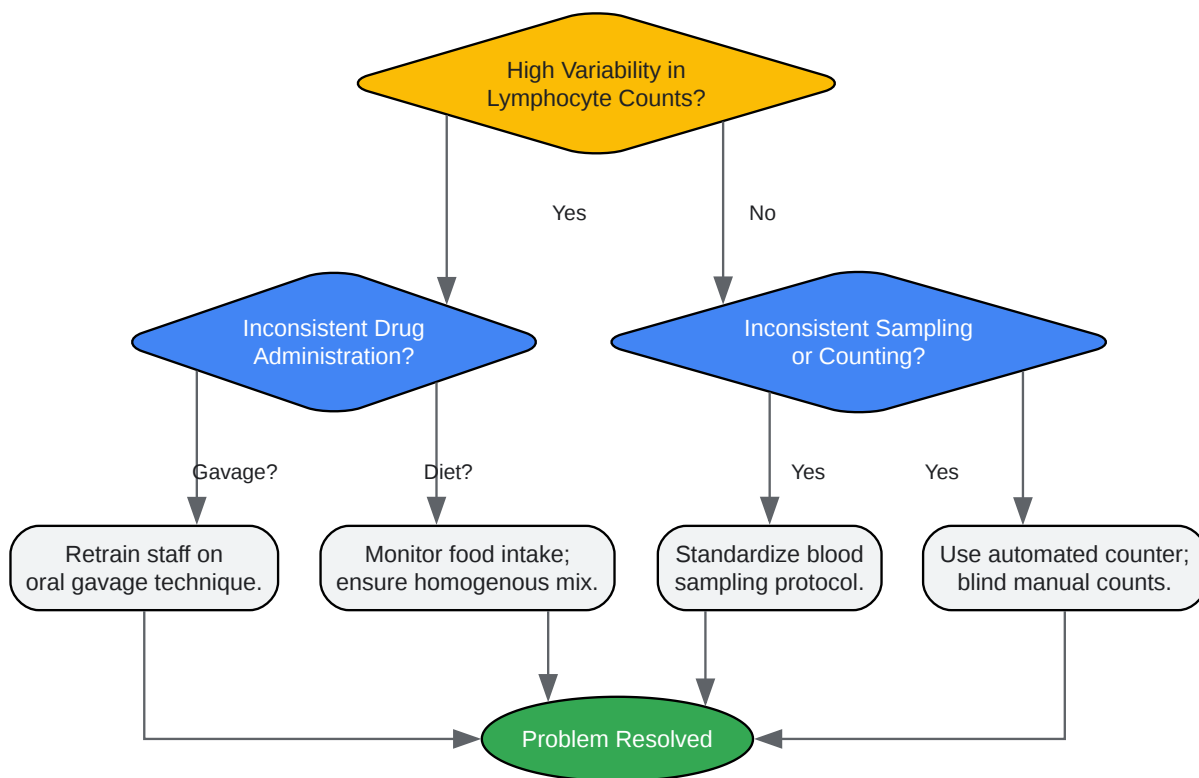 High Variability in
Lymphocyte Counts?
Yes
No
Inconsistent Drug
Administration?
Inconsistent Sampling
or Counting?
Gavage?
Diet?
Yes
Yes
Retrain staff on
oral gavage technique.
Monitor food intake;
ensure homogenous mix.
Standardize blood
sampling protocol.
Use automated counter;
blind manual counts.
Problem Resolved